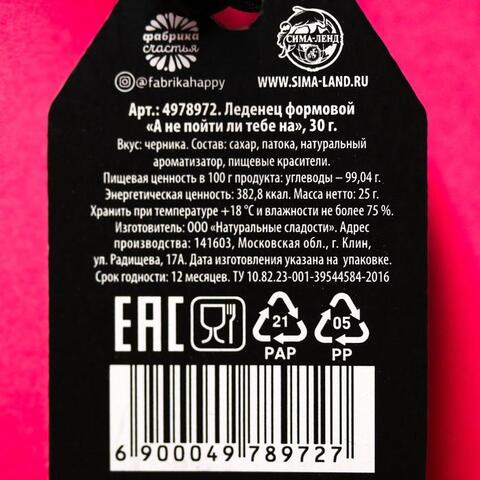 фабрика
счастья
@fabrikahappy
СИМА-ЛЕНД
WWW.SIMA-LAND.RU
Арт.: 4978972. Леденец формовой
«А не пойти ли тебе на», 30 г.
Вкус: черника. Состав: сахар, патока, натуральный
ароматизатор, пищевые красители.
Пищевая ценность в 100 г продукта: углеводы – 99,04 г.
Энергетическая ценность: 382,8 ккал. Масса нетто: 25 г.
Хранить при температуре +18 °С и влажности не более 75 %.
Изготовитель: ООО «Натуральные сладости». Адрес
производства: 141603, Московская обл., г. Клин,
ул. Радищева, 17А. Дата изготовления указана на упаковке.
Срок годности: 12 месяцев. ТУ 10.82.23-001-39544584-2016
ЕАС
21
PAP
05
PP
6 900049 789727